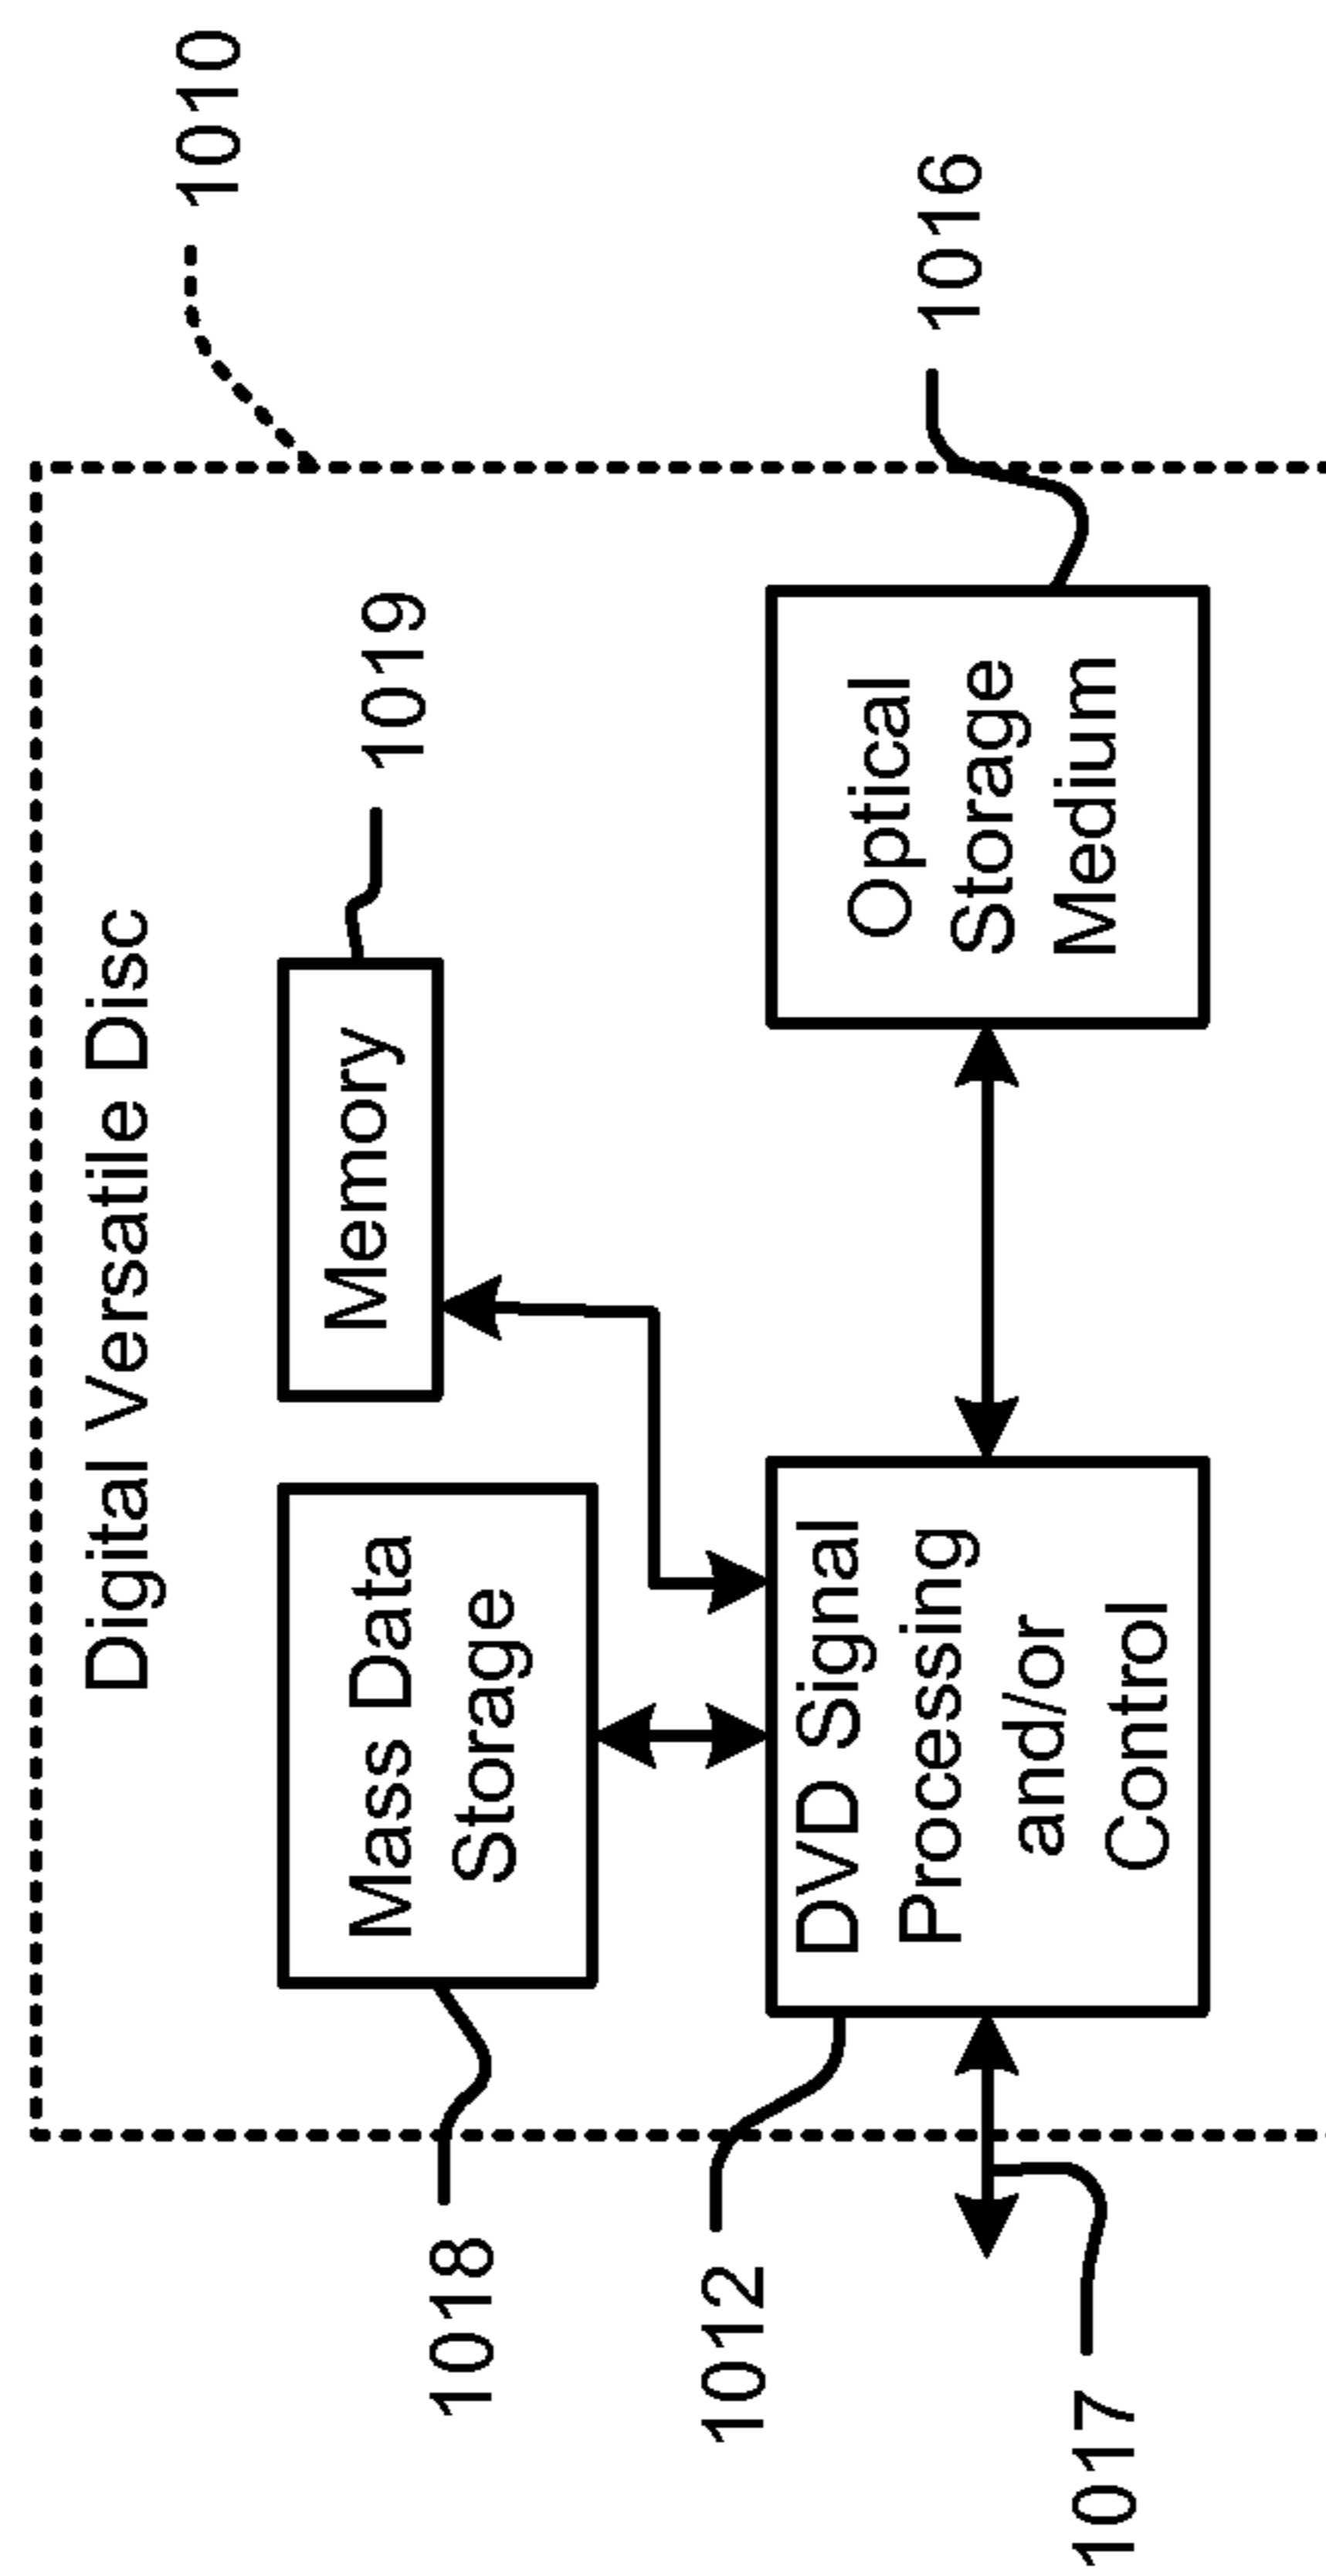 Digital Versatile Disc
1010
1018
Mass Data
Storage
Memory
1019
1012
DVD Signal
Processing
and/or
Control
Optical
Storage
Medium
1016
1017